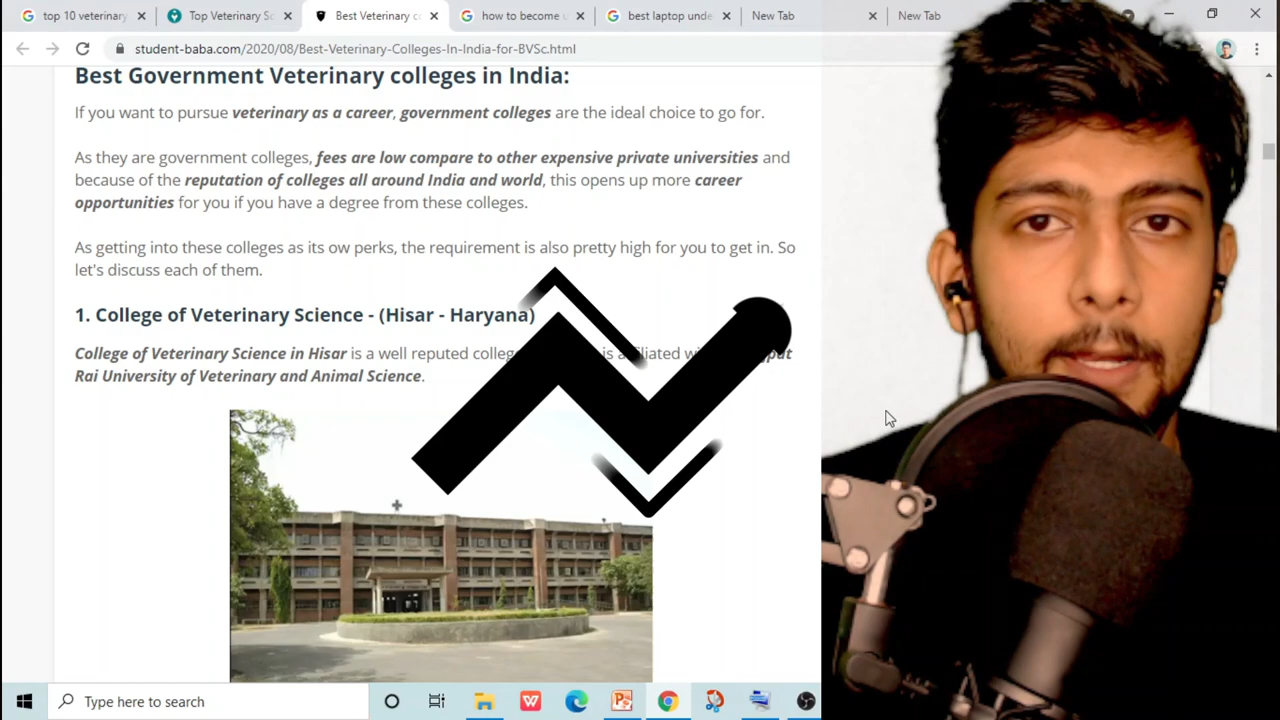 top 10 veterinary
Top Veterinary Sc
Best Veterinary c
how to become
best laptop unde
New Tab
New Tab
student-baba.com/2020/08/Best-Veterinary-Colleges-In-India-for-BVSc.html
Best Government Veterinary colleges in India:
If you want to pursue veterinary as a career, government colleges are the ideal choice to go for.
As they are government colleges, fees are low compare to other expensive private universities and
because of the reputation of colleges all around India and world, this opens up more career
opportunities for you if you have a degree from these colleges.
As getting into these colleges as its ow perks, the requirement is also pretty high for you to get in. So
let's discuss each of them.
1. College of Veterinary Science - (Hisar - Haryana)
College of Veterinary Science in Hisar is a well reputed is
Rai University of Veterinary and Animal Science.
Type here to search